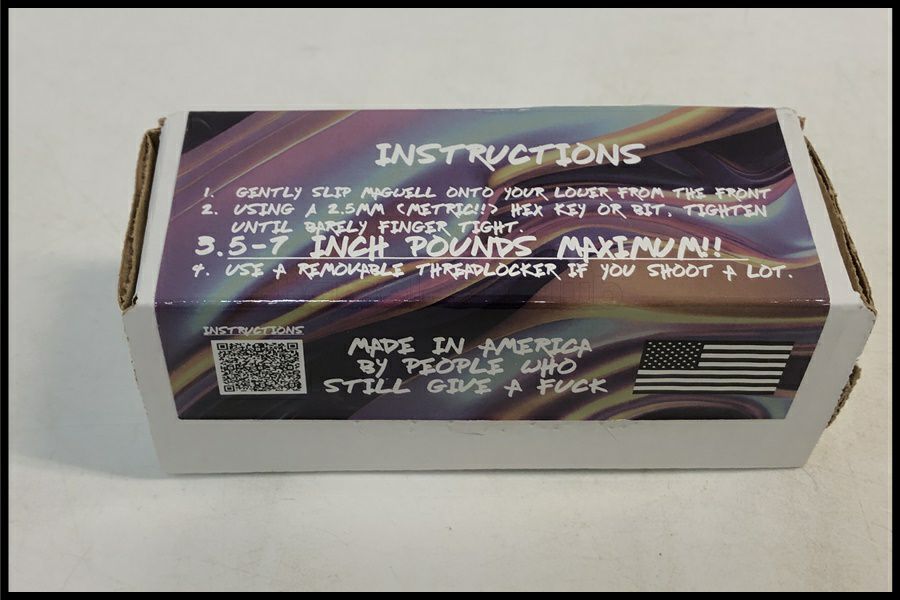 INSTRUCTIONS
1. GENTLY SLIP MAGWELL ONTO YOUR LOWER FROM THE FRONT
2. USING A 2.5MM (METRIC!!) HEX KEY OR BIT, TIGHTEN
UNTIL BARELY FINGER TIGHT.
3.5-7 INCH POUNDS MAXIMUM!!
4. USE A REMOVABLE THREADLOCKER IF YOU SHOOT A LOT.
INSTRUCTIONS
MADE IN AMERICA
BY PEOPLE WHO
STILL GIVE A FUCK